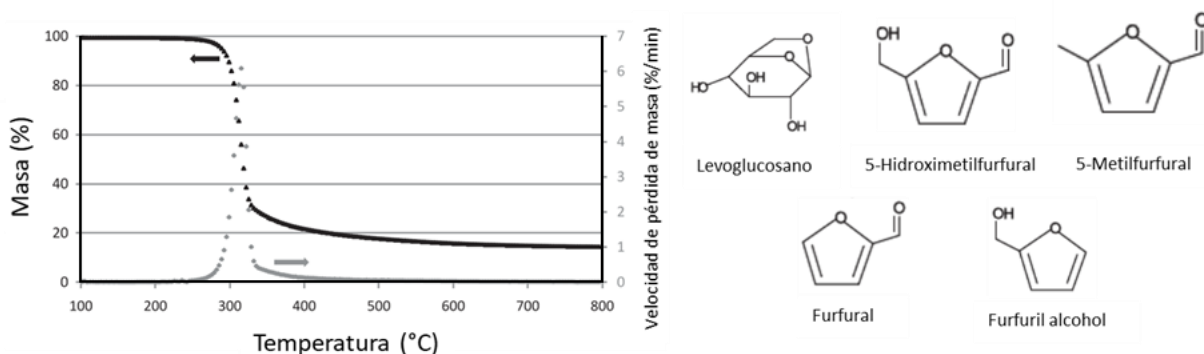 Masa (%)
100
80
60
40
20
0
7
6
5
4
3
2
1
0
Velocidad de pérdida de masa (%/min)
100 200 300 400 500 600 700 800
Temperatura (°C)
O
O
HO
OH
OH
Levoglucosano
OH
O
O
5-Hidroximetilfurfural
O
O
5-Metilfurfural
O
O
Furfural
OH
O
Furfuril alcohol